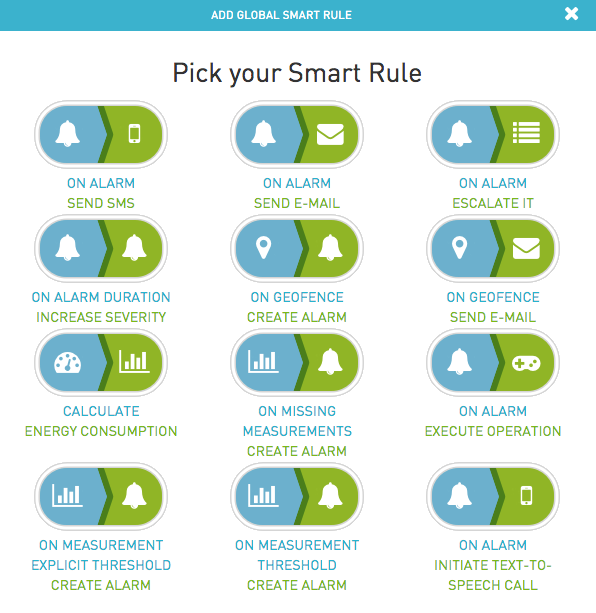 ADD GLOBAL SMART RULE
Pick your Smart Rule
ON ALARM
SEND SMS
ON ALARM
SEND E-MAIL
ON ALARM
ESCALATE IT
ON ALARM DURATION
INCREASE SEVERITY
ON GEOFENCE
CREATE ALARM
ON GEOFENCE
SEND E-MAIL
CALCULATE
ENERGY CONSUMPTION
ON MISSING
MEASUREMENTS
CREATE ALARM
ON ALARM
EXECUTE OPERATION
ON MEASUREMENT
EXPLICIT THRESHOLD
CREATE ALARM
ON MEASUREMENT
THRESHOLD
CREATE ALARM
ON ALARM
INITIATE TEXT-TO-
SPEECH CALL